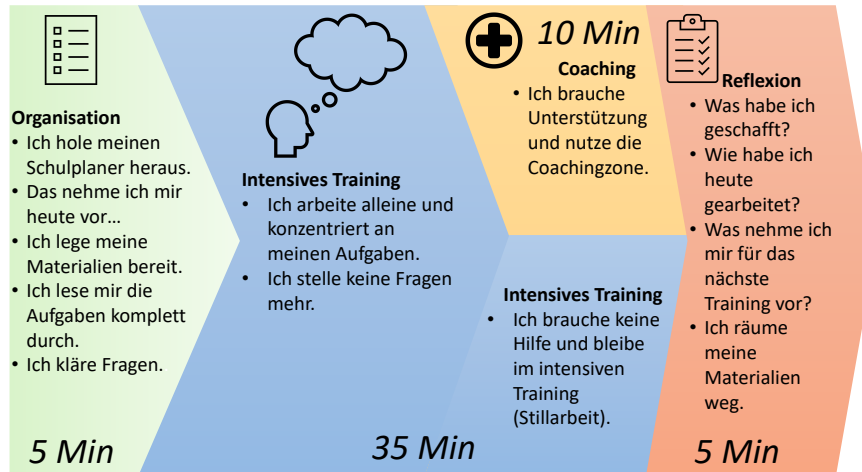 Organisation
• Ich hole meinen
Schulplaner heraus.
• Das nehme ich mir
heute vor…
• Ich lege meine
Materialien bereit.
• Ich lese mir die
Aufgaben komplett
durch.
• Ich kläre Fragen.
5 Min
Intensives Training
• Ich arbeite alleine und
konzentriert an
meinen Aufgaben.
• Ich stelle keine Fragen
mehr.
35 Min
10 Min
Coaching
• Ich brauche
Unterstützung
und nutze die
Coachingzone.
Intensives Training
• Ich brauche keine
Hilfe und bleibe
im intensiven
Training
(Stillarbeit).
Reflexion
• Was habe ich
geschafft?
• Wie habe ich
heute
gearbeitet?
• Was nehme ich
mir für das
nächste
Training vor?
• Ich räume
meine
Materialien
weg.
5 Min